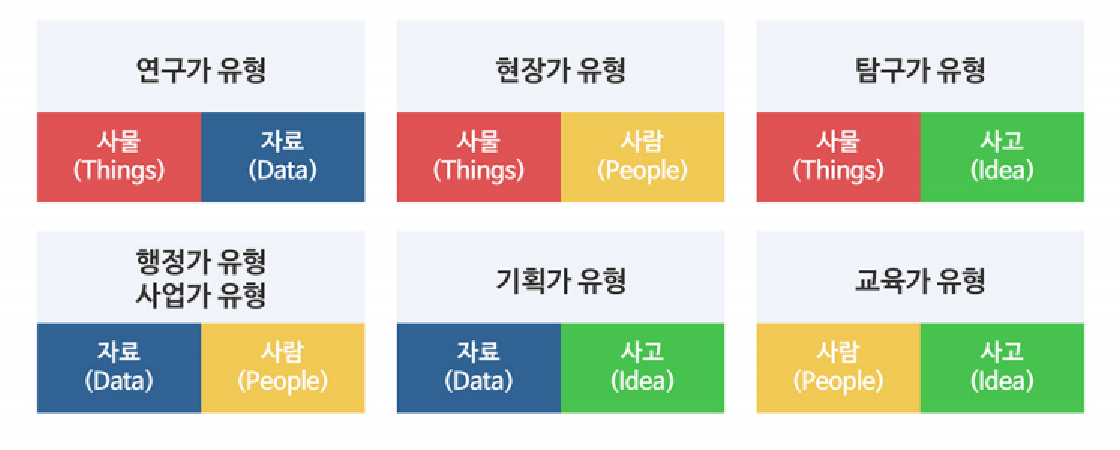 연구가 유형
사물
(Things)
자료
(Data)
현장가 유형
사물
(Things)
사람
(People)
탐구가 유형
사물
(Things)
사고
(Idea)
행정가 유형
사업가 유형
자료
(Data)
사람
(People)
기획가 유형
자료
(Data)
사고
(Idea)
교육가 유형
사람
(People)
사고
(Idea)